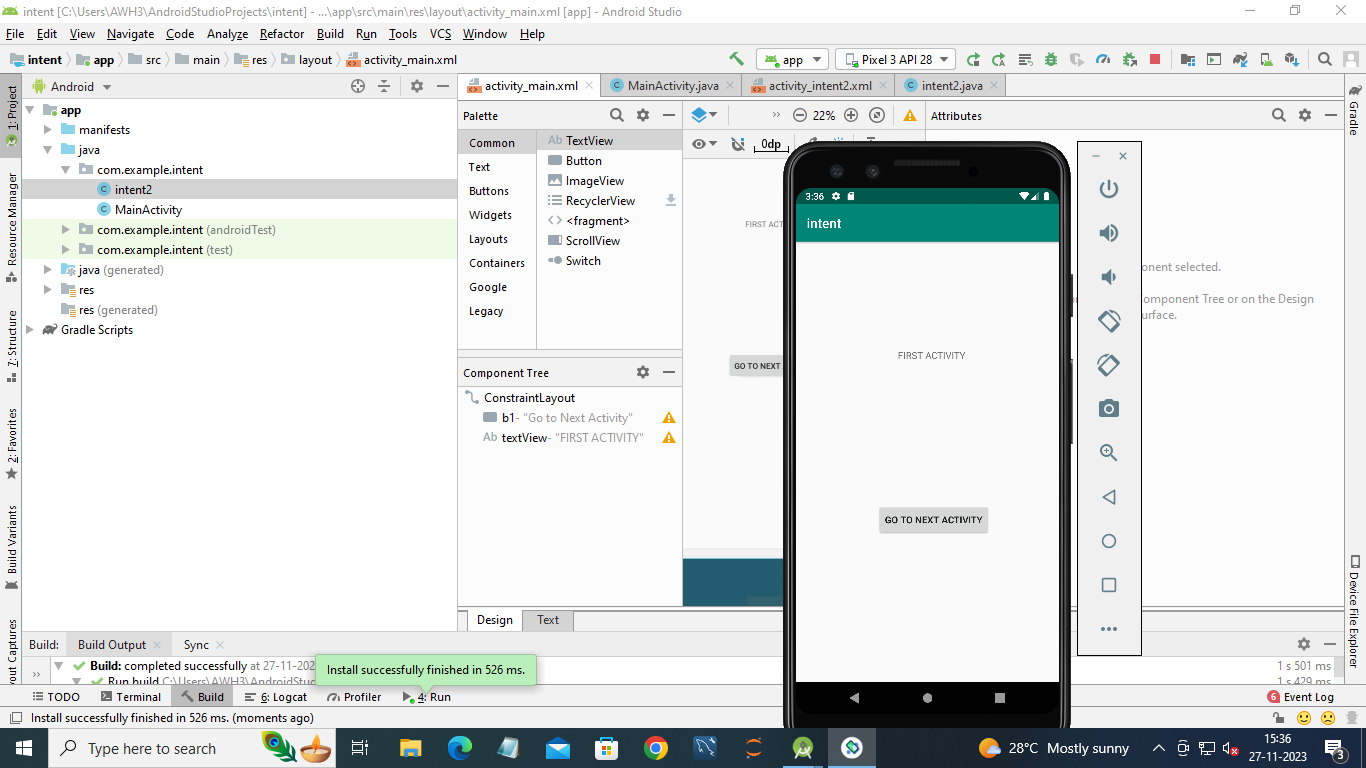 intent [C:\Users\AWH3\AndroidStudioProjects\intent] - ...\app\src\main\res\layout\activity_main.xml [app] - Android Studio
File Edit View Navigate Code Analyze Refactor Build Run Tools VCS Window Help
intent app src main res layout activity_main.xml
app Pixel 3 API 28
1: Project
Resource Manager
7: Structure
2: Favorites
Build Variants
out Captures
Android
app
manifests
java
com.example.intent
intent2
MainActivity
com.example.intent (androidTest)
com.example.intent (test)
java (generated)
res
res (generated)
Gradle Scripts
activity_main.xml MainActivity.java activity_intent2.xml intent2.java
Palette
Common
Text
Buttons
Widgets
Layouts
Containers
Google
Legacy
Ab TextView
Button
ImageView
RecyclerView
<> <fragment>
ScrollView
Switch
Component Tree
ConstraintLayout
b1- "Go to Next Activity"
Ab textView- "FIRST ACTIVITY"
>> 22%
0dp
FIRST ACTI
GO TO NEXT
Design Text
Attributes
onent selected.
omponent Tree or on the Design
urface.
3:36
intent
FIRST ACTIVITY
GO TO NEXT ACTIVITY
Gradle
Device File Explorer
Build: Build Output Sync
>>
Build: completed successfully at 27-11-202
1 s 501 ms
Run build C:\Users\AWH3\AndroidStu
1 s 429 ms
Install successfully finished in 526 ms.
TODO Terminal Build 6: Logcat Profiler 4: Run
6 Event Log
Install successfully finished in 526 ms. (moments ago)
Type here to search
28°C Mostly sunny
15:36
27-11-2023
3